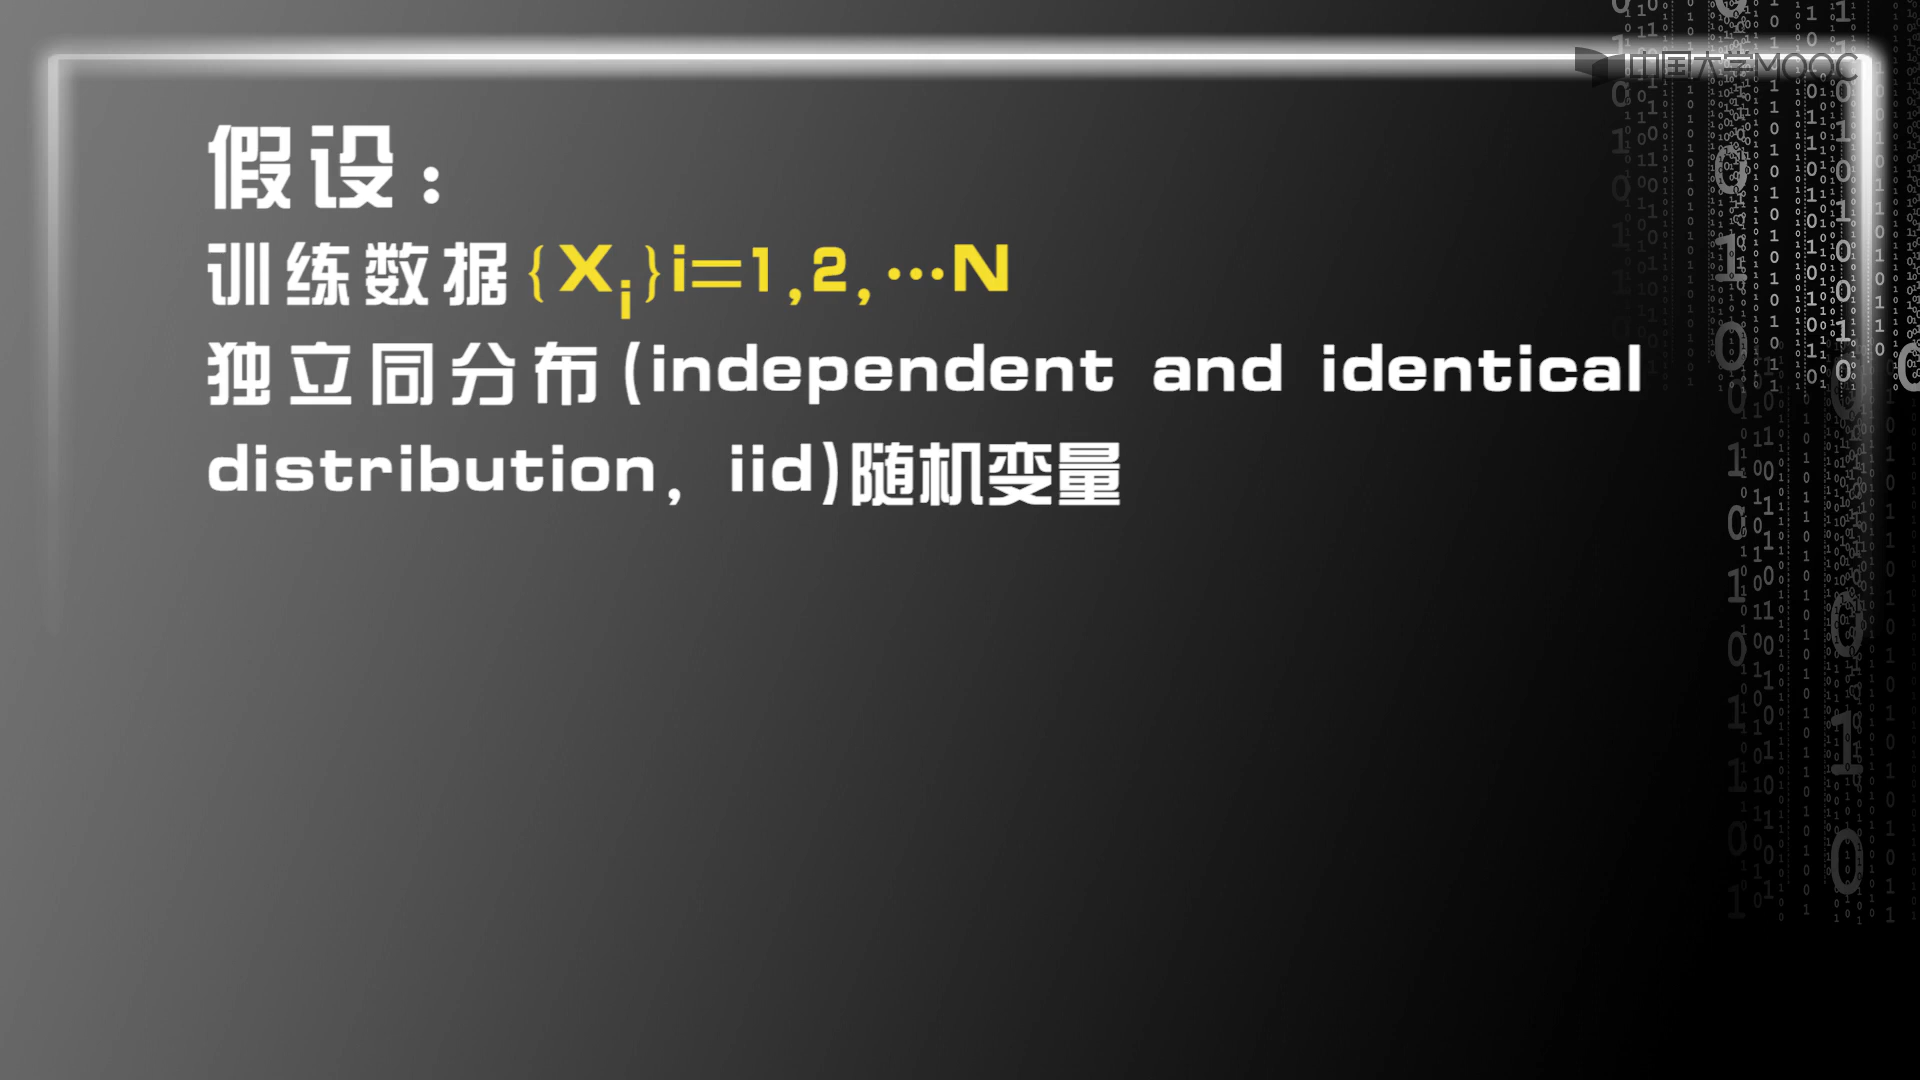 中国大学MOOC
假设：
训练数据{Xi}i=1,2,…N
独立同分布(independent and identical
distribution, iid)随机变量